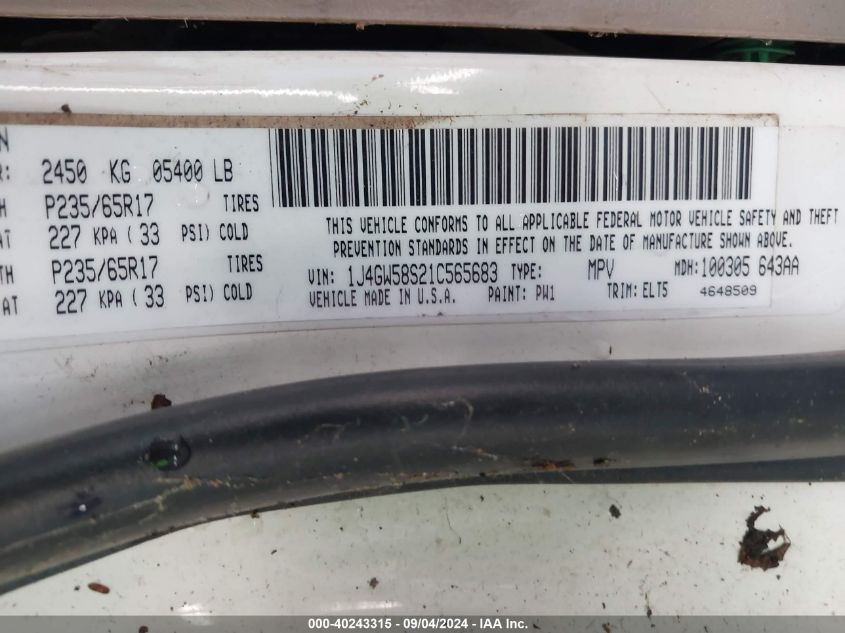 N
R: 2450 KG 05400 LB
H P235/65R17 TIRES
AT 227 KPA ( 33 PSI) COLD
TH P235/65R17 TIRES
AT 227 KPA ( 33 PSI) COLD
THIS VEHICLE CONFORMS TO ALL APPLICABLE FEDERAL MOTOR VEHICLE SAFETY AND THEFT
PREVENTION STANDARDS IN EFFECT ON THE DATE OF MANUFACTURE SHOWN ABOVE.
VIN: 1J4GW58S21C565683 TYPE: MPV MDH: 100305 643AA
VEHICLE MADE IN U.S.A. PAINT: PW1 TRIM: ELT5 4648509
000-40243315 - 09/04/2024 - IAA Inc.